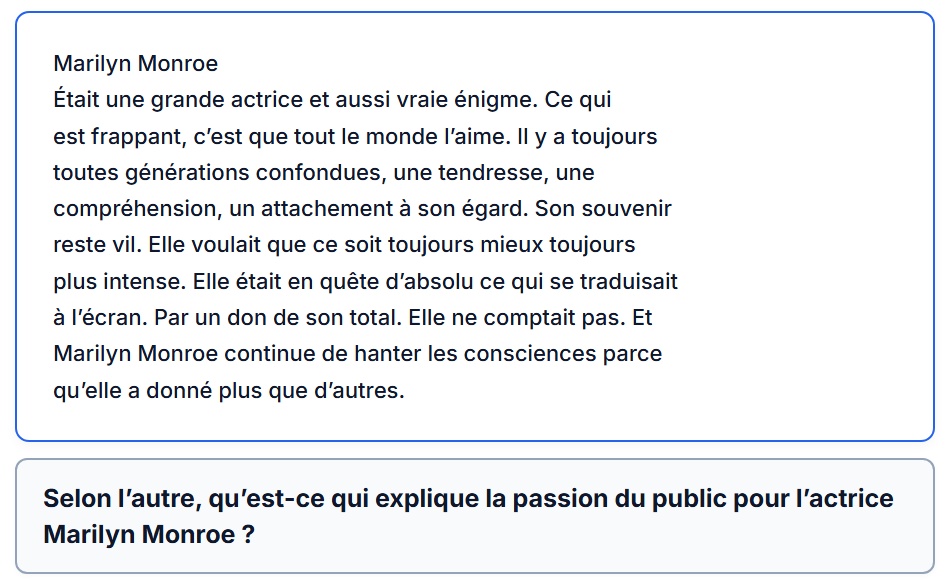 Marilyn Monroe
Était une grande actrice et aussi vraie énigme. Ce qui
est frappant, c’est que tout le monde l’aime. Il y a toujours
toutes générations confondues, une tendresse, une
compréhension, un attachement à son égard. Son souvenir
reste vil. Elle voulait que ce soit toujours mieux toujours
plus intense. Elle était en quête d’absolu ce qui se traduisait
à l’écran. Par un don de son total. Elle ne comptait pas. Et
Marilyn Monroe continue de hanter les consciences parce
qu’elle a donné plus que d’autres.
Selon l’autre, qu’est-ce qui explique la passion du public pour l’actrice
Marilyn Monroe ?